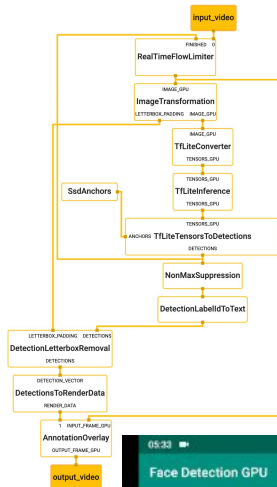 input_video
FINISHED 0
RealTimeFlowLimiter
IMAGE_GPU
ImageTransformation
LETTERBOX_PADDING IMAGE_GPU
IMAGE_GPU
TfLiteConverter
TENSORS_GPU
TENSORS_GPU
TfLiteInference
TENSORS_GPU
SsdAnchors
TENSORS_GPU
ANCHORS TfLiteTensorsToDetections
DETECTIONS
NonMaxSuppression
DetectionLabelIdToText
LETTERBOX_PADDING DETECTIONS
DetectionLetterboxRemoval
DETECTIONS
DETECTION_VECTOR
DetectionsToRenderData
RENDER_DATA
1 INPUT_FRAME_GPU
AnnotationOverlay
OUTPUT_FRAME_GPU
output_video
05:33
Face Detection GPU